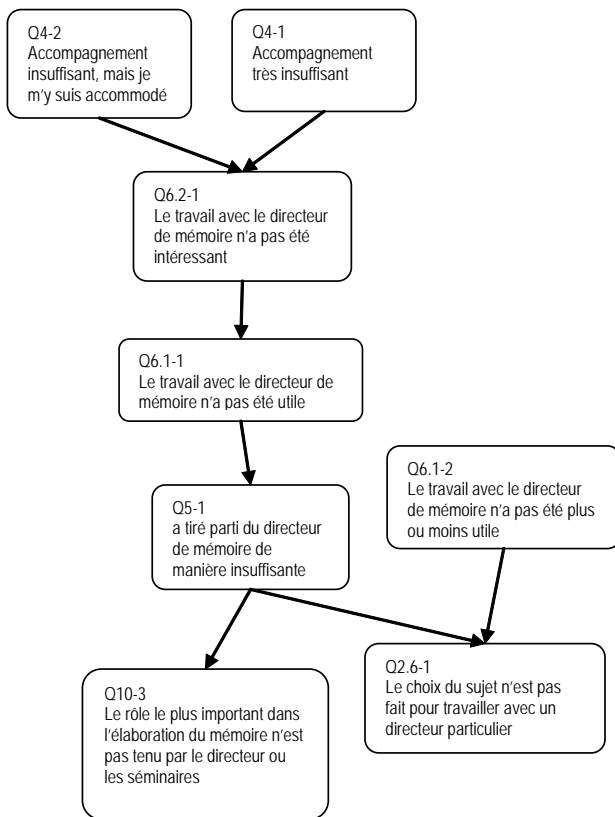 Q4-2
Accompagnement
insuffisant, mais je
m'y suis accommodé
Q4-1
Accompagnement
très insuffisant
Q6.2-1
Le travail avec le directeur
de mémoire n'a pas été
intéressant
Q6.1-1
Le travail avec le directeur de
mémoire n'a pas été utile
Q6.1-2
Le travail avec le directeur
de mémoire n'a pas été plus
ou moins utile
Q5-1
a tiré parti du directeur
de mémoire de
manière insuffisante
Q2.6-1
Le choix du sujet n'est pas
fait pour travailler avec un
directeur particulier
Q10-3
Le rôle le plus important dans
l'élaboration du mémoire n'est
pas tenu par le directeur ou
les séminaires